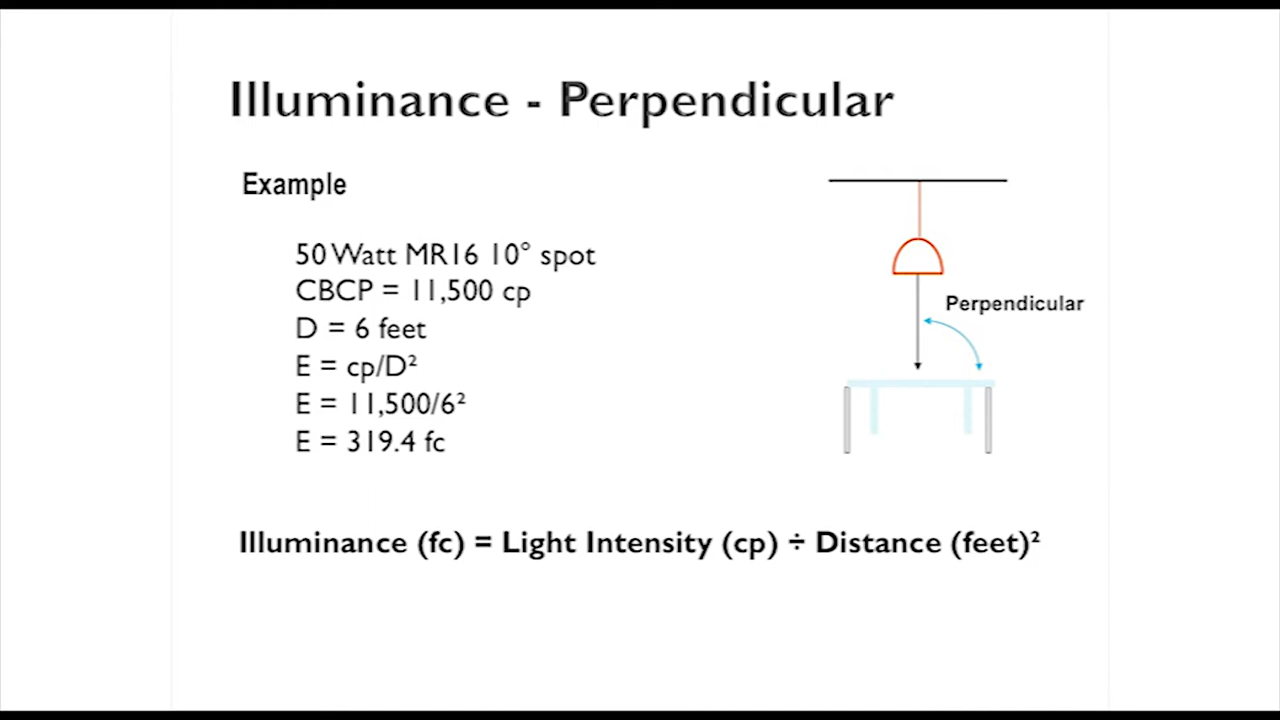 Illuminance - Perpendicular
Example
50 Watt MR16 10° spot
CBCP = 11,500 cp
D = 6 feet
E = cp/D²
E = 11,500/6²
E = 319.4 fc
Perpendicular
Illuminance (fc) = Light Intensity (cp) ÷ Distance (feet)²